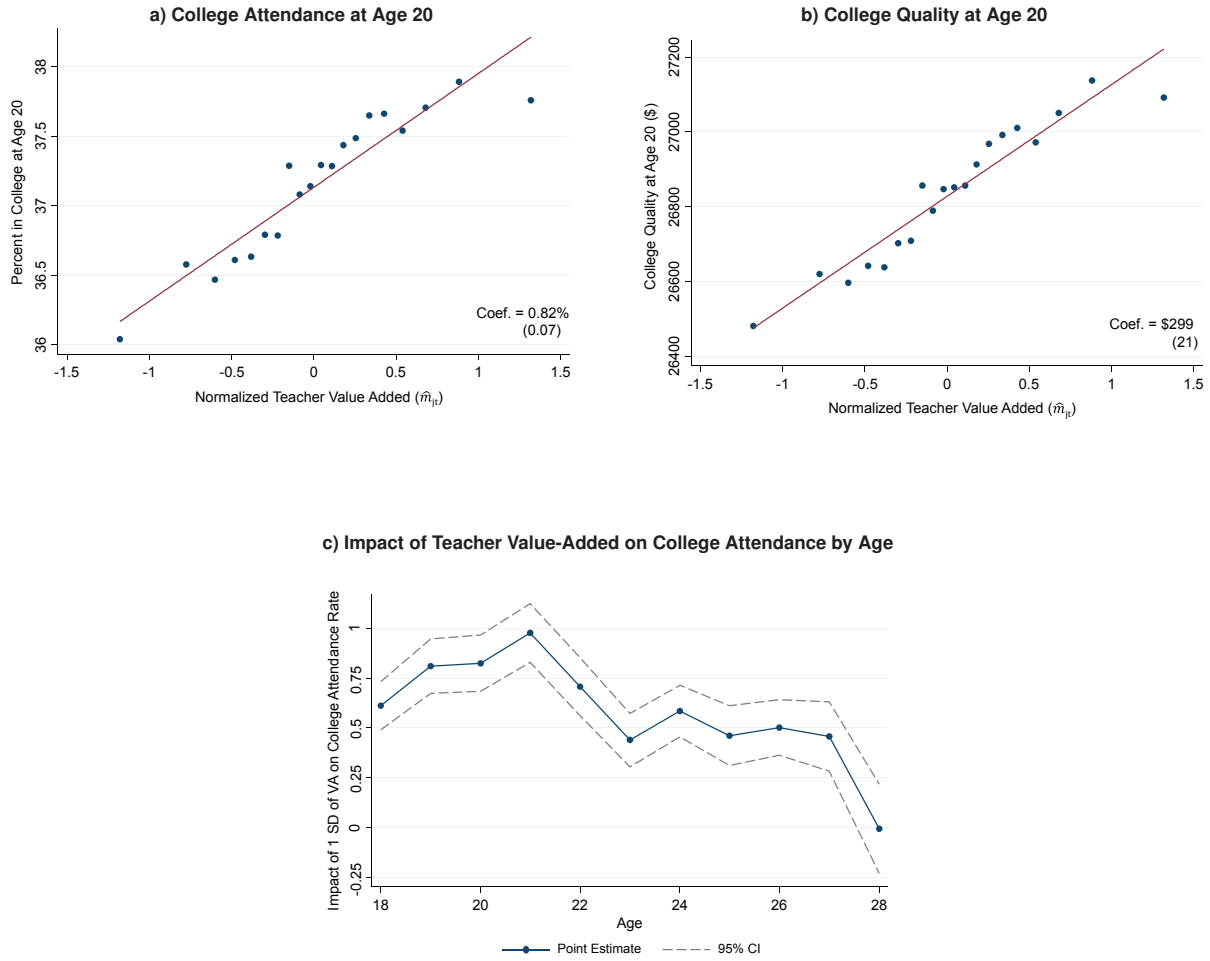 a) College Attendance at Age 20
Percent in College at Age 20
38
37.5
37
36.5
36
Coef. = 0.82%
(0.07)
-1.5 -1 -0.5 0 0.5 1 1.5
Normalized Teacher Value Added (m̂jt)
b) College Quality at Age 20
College Quality at Age 20 ($)
27200
27000
26800
26600
26400
Coef. = $299
(21)
-1.5 -1 -0.5 0 0.5 1 1.5
Normalized Teacher Value Added (m̂jt)
c) Impact of Teacher Value-Added on College Attendance by Age
Impact of 1 SD of VA on College Attendance Rate
1
0.75
0.5
0.25
0
-0.25
18 20 22 24 26 28
Age
Point Estimate 95% CI